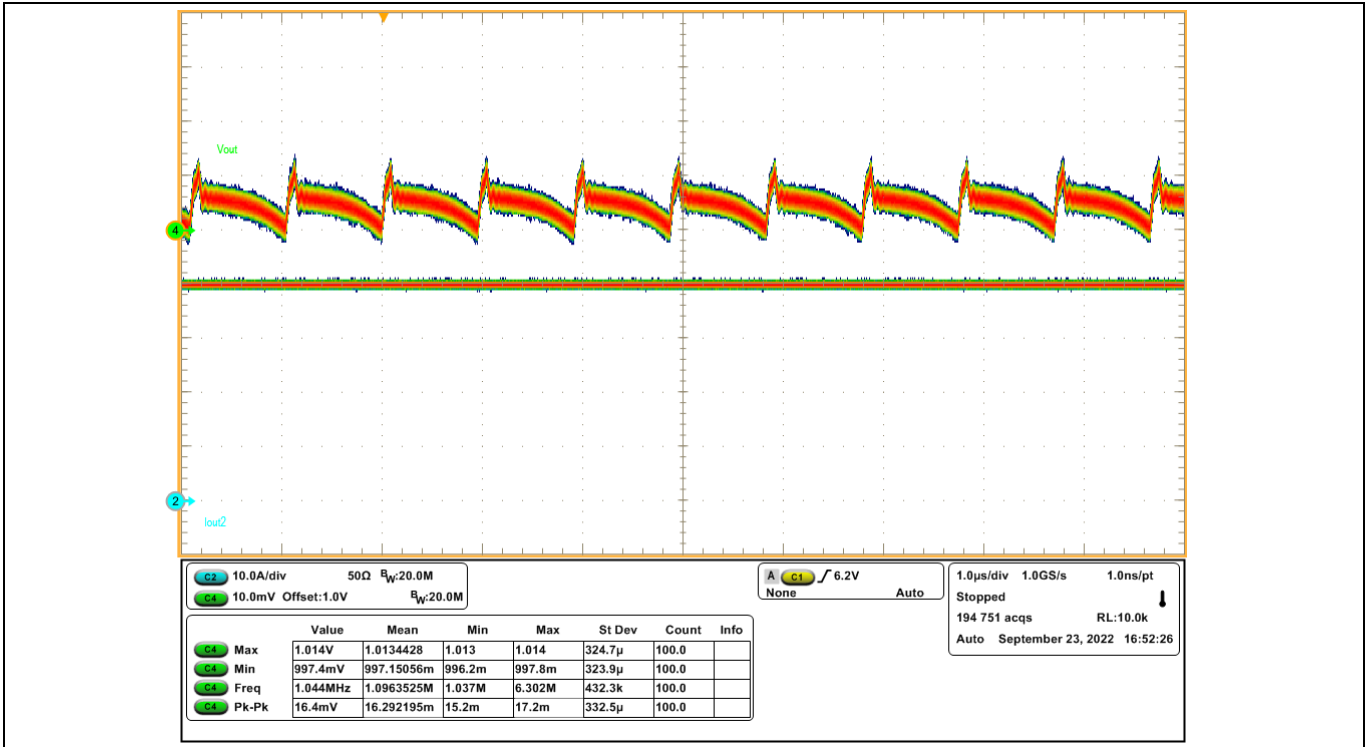 Vout
4
2
Iout2
C2 10.0A/div 50Ω BW:20.0M
C4 10.0mV Offset:1.0V BW:20.0M
A C1 6.2V
None Auto
1.0µs/div 1.0GS/s 1.0ns/pt
Stopped
194 751 acqs RL:10.0k
Auto September 23, 2022 16:52:26
Value Mean Min Max St Dev Count Info
C4 Max 1.014V 1.0134428 1.013 1.014 324.7µ 100.0
C4 Min 997.4mV 997.15056m 996.2m 997.8m 323.9µ 100.0
C4 Freq 1.044MHz 1.0963525M 1.037M 6.302M 432.3k 100.0
C4 Pk-Pk 16.4mV 16.292195m 15.2m 17.2m 332.5µ 100.0